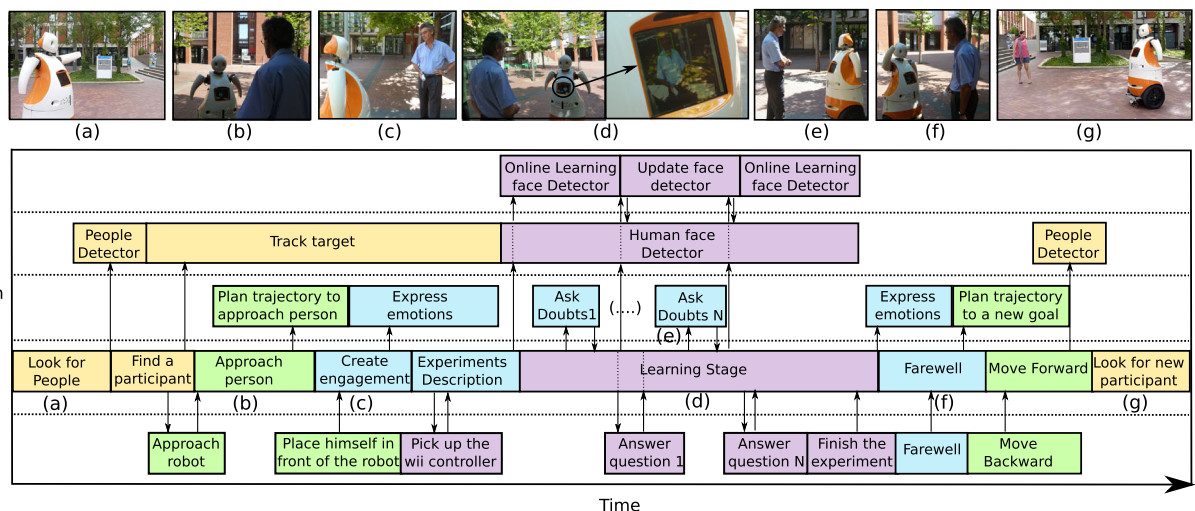 (a)
(b)
(c)
(d)
(e)
(f)
(g)
Online Learning
face Detector
Update face
detector
Online Learning
face Detector
People
Detector
Track target
Human face
Detector
People
Detector
n
Plan trajectory to
approach person
Express
emotions
Ask
Doubts1
(....)
Ask
Doubts N
(e)
Express
emotions
Plan trajectory
to a new goal
Look for
People
Find a
participant
Approach
person
Create
engagement
Experiments
Description
Learning Stage
Farewell
Move Forward
Look for new
participant
(a)
(b)
(c)
(d)
(f)
(g)
Approach
robot
Place himself in
front of the robot
Pick up the
wii controller
Answer
question 1
Answer
question N
Finish the
experiment
Farewell
Move
Backward
Time